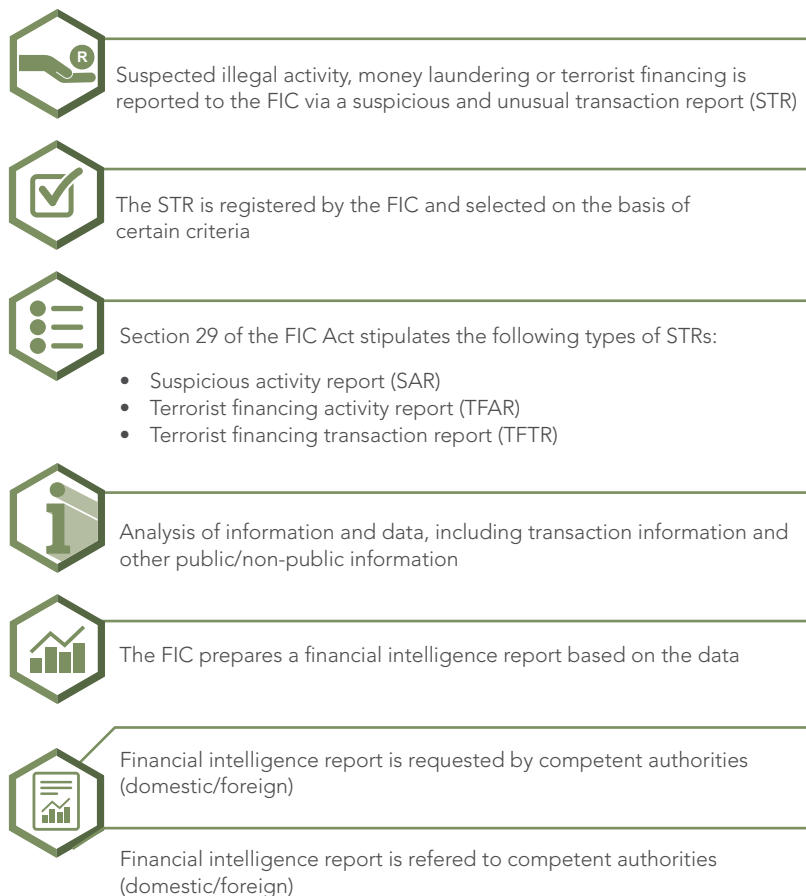 R
Suspected illegal activity, money laundering or terrorist financing is
reported to the FIC via a suspicious and unusual transaction report (STR)
The STR is registered by the FIC and selected on the basis of
certain criteria
Section 29 of the FIC Act stipulates the following types of STRs:
• Suspicious activity report (SAR)
• Terrorist financing activity report (TFAR)
• Terrorist financing transaction report (TFTR)
Analysis of information and data, including transaction information and
other public/non-public information
The FIC prepares a financial intelligence report based on the data
Financial intelligence report is requested by competent authorities
(domestic/foreign)
Financial intelligence report is refered to competent authorities
(domestic/foreign)